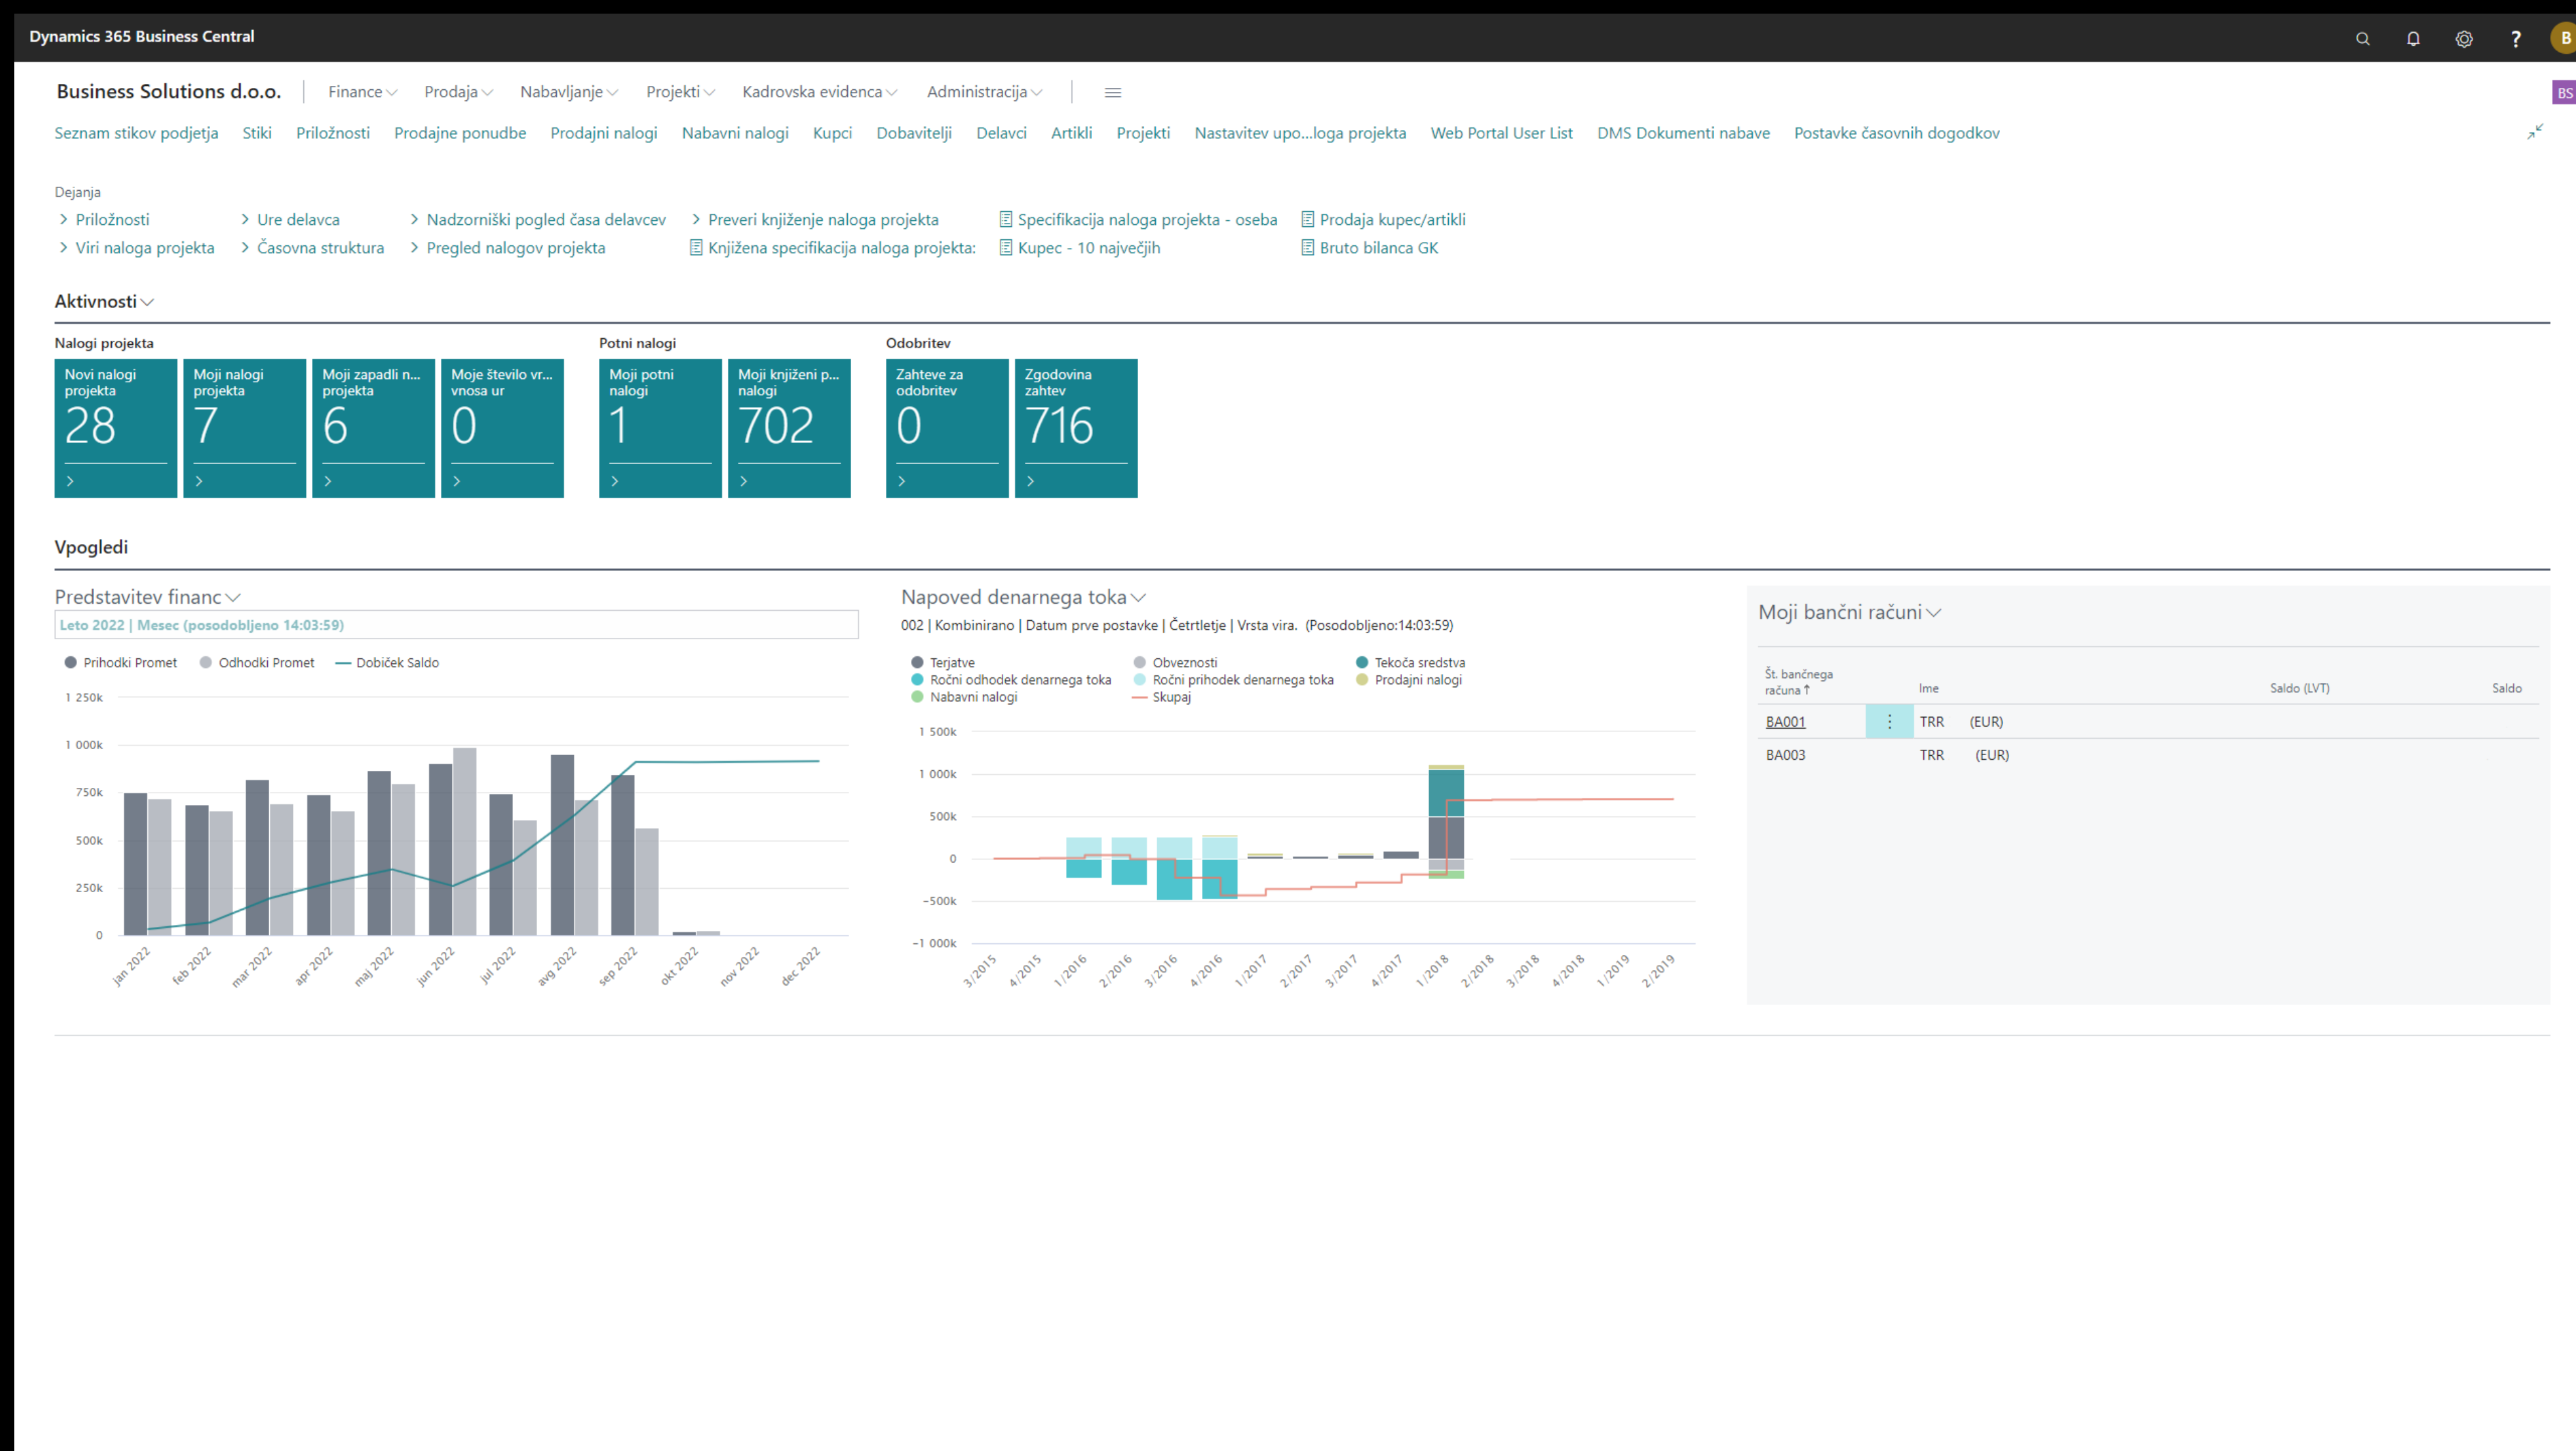 Dynamics 365 Business Central
?
B
Business Solutions d.o.o.
Finance
Prodaja
Nabavljanje
Projekti
Kadrovska evidenca
Administracija
BS
Seznam stikov podjetja
Stiki
Priložnosti
Prodajne ponudbe
Prodajni nalogi
Nabavni nalogi
Kupci
Dobavitelji
Delavci
Artikli
Projekti
Nastavitev upo...loga projekta
Web Portal User List
DMS Dokumenti nabave
Postavke časovnih dogodkov
Dejanja
Priložnosti
Ure delavca
Nadzorniški pogled časa delavcev
Preveri knjiženje naloga projekta
Specifikacija naloga projekta - oseba
Prodaja kupec/artikli
Viri naloga projekta
Časovna struktura
Pregled nalogov projekta
Knjižena specifikacija naloga projekta:
Kupec - 10 največjih
Bruto bilanca GK
Aktivnosti
Nalogi projekta
Novi nalogi
projekta
28
Moji nalogi
projekta
7
Moji zapadli n...
projekta
6
Moje število vr...
vnosa ur
0
Potni nalogi
Moji potni
nalogi
1
Moji knjiženi p...
nalogi
702
Odobritev
Zahteve za
odobritev
0
Zgodovina
zahtev
716
Vpogledi
Predstavitev financ
Leto 2022 | Mesec (posodobljeno 14:03:59)
Prihodki Promet
Odhodki Promet
Dobiček Saldo
1 250k
1 000k
750k
500k
250k
0
jan 2022
feb 2022
mar 2022
apr 2022
maj 2022
jun 2022
jul 2022
avg 2022
sep 2022
okt 2022
nov 2022
dec 2022
Napoved denarnega toka
002 | Kombinirano | Datum prve postavke | Četrtletje | Vrsta vira. (Posodobljeno:14:03:59)
Terjatve
Obveznosti
Tekoča sredstva
Ročni odhodek denarnega toka
Ročni prihodek denarnega toka
Prodajni nalogi
Nabavni nalogi
Skupaj
1 500k
1 000k
500k
0
-500k
-1 000k
3/2015
4/2015
1/2016
2/2016
3/2016
4/2016
1/2017
2/2017
3/2017
4/2017
1/2018
2/2018
3/2018
4/2018
1/2019
2/2019
Moji bančni računi
Št. bančnega
računa ↑
Ime
Saldo (LVT)
Saldo
BA001
TRR (EUR)
BA003
TRR (EUR)